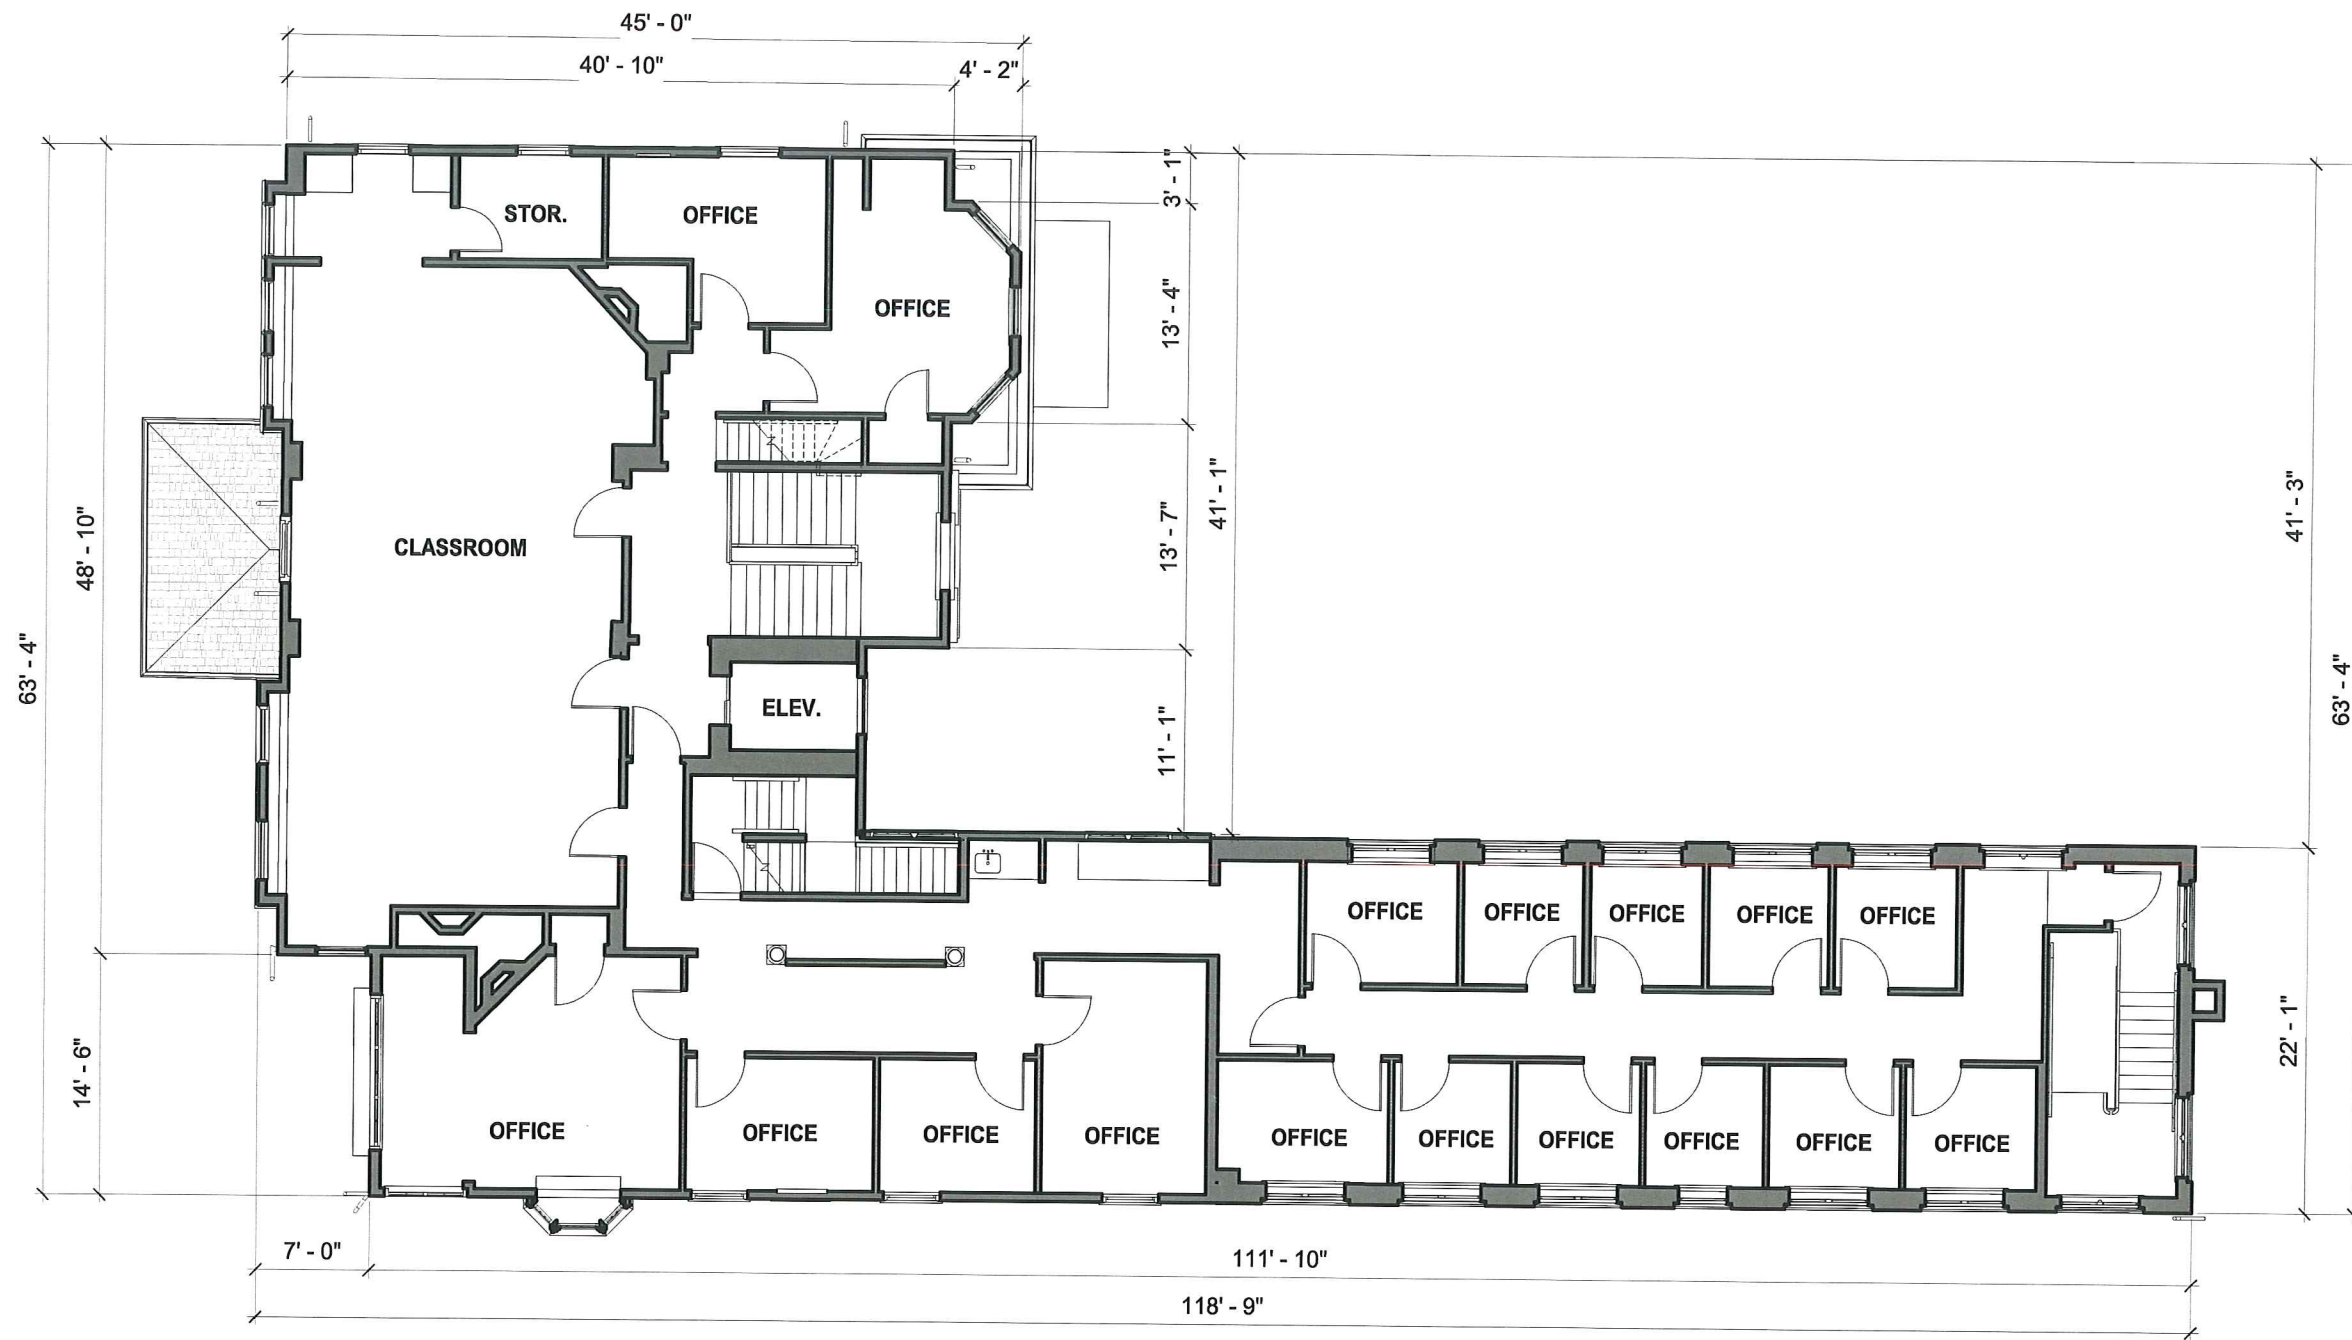 45' - 0"
40' - 10"
4' - 2"
3' - 1"
STOR.
OFFICE
OFFICE
13' - 4"
41' - 1"
41' - 3"
48' - 10"
CLASSROOM
13' - 7"
63' - 4"
63' - 4"
ELEV.
11' - 1"
OFFICE
OFFICE
OFFICE
OFFICE
OFFICE
14' - 6"
22' - 1"
OFFICE
OFFICE
OFFICE
OFFICE
OFFICE
OFFICE
OFFICE
OFFICE
OFFICE
OFFICE
7' - 0"
111' - 10"
118' - 9"